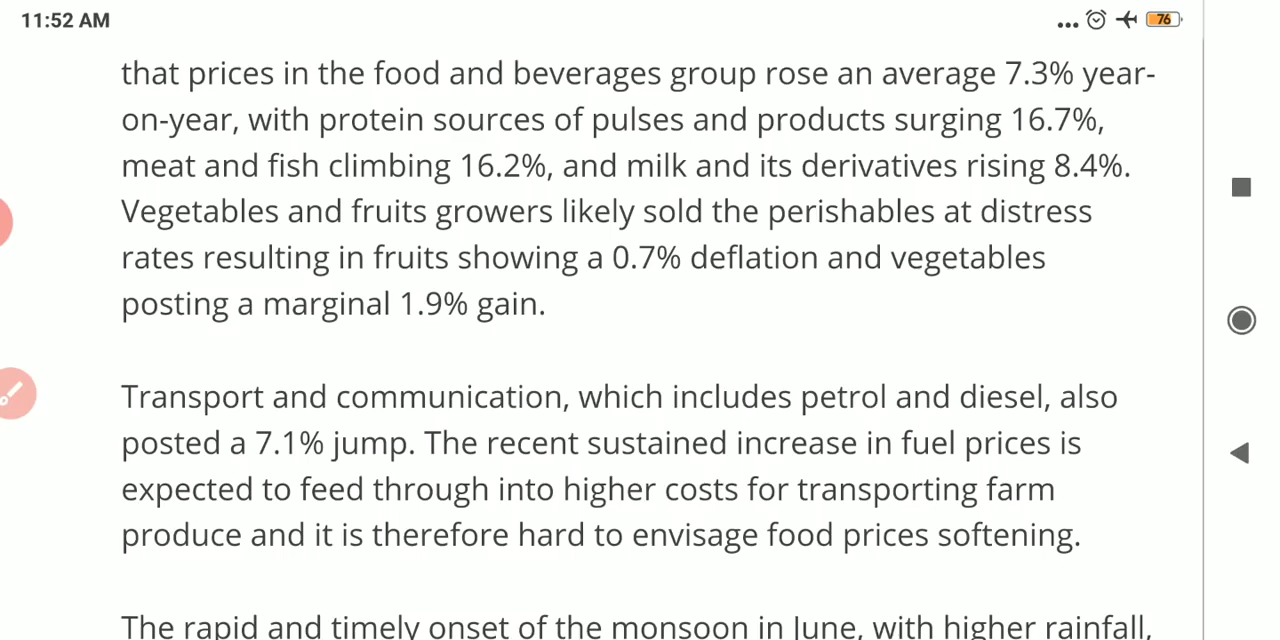 11:52 AM
76
that prices in the food and beverages group rose an average 7.3% year-
on-year, with protein sources of pulses and products surging 16.7%,
meat and fish climbing 16.2%, and milk and its derivatives rising 8.4%.
Vegetables and fruits growers likely sold the perishables at distress
rates resulting in fruits showing a 0.7% deflation and vegetables
posting a marginal 1.9% gain.
Transport and communication, which includes petrol and diesel, also
posted a 7.1% jump. The recent sustained increase in fuel prices is
expected to feed through into higher costs for transporting farm
produce and it is therefore hard to envisage food prices softening.
The rapid and timely onset of the monsoon in June, with higher rainfall,